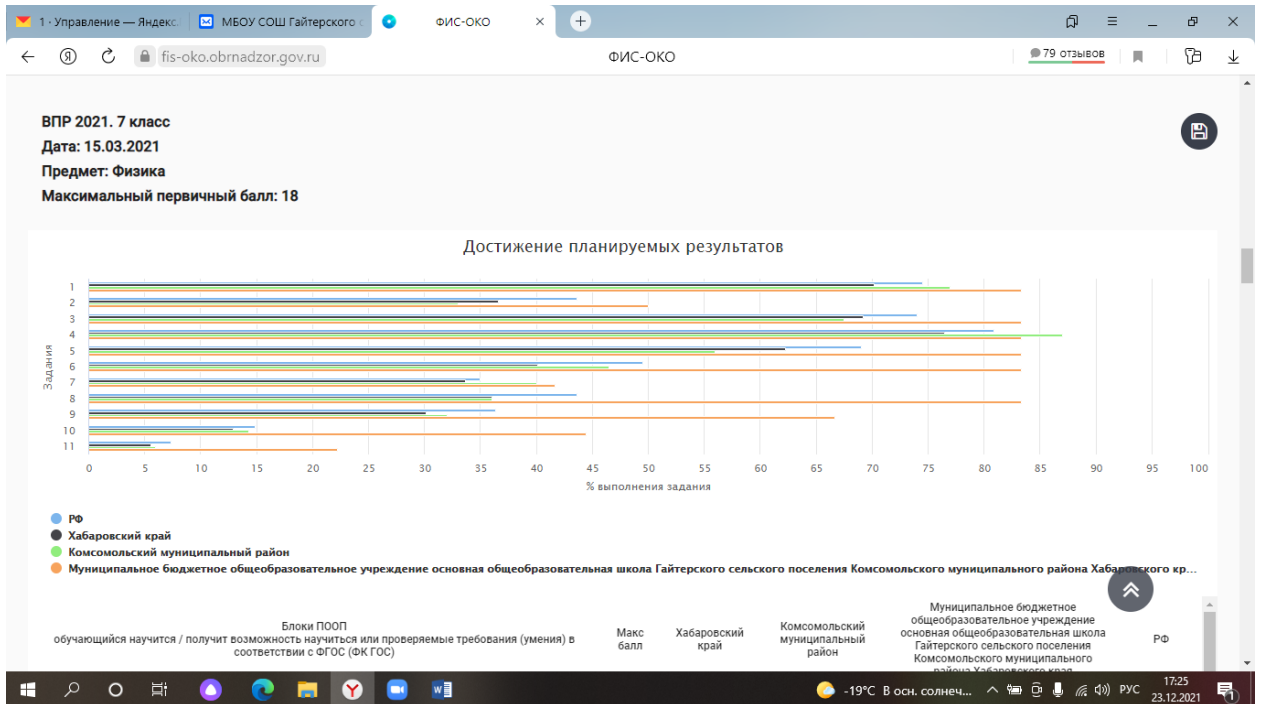 1 · Управление — Яндекс.
МБОУ СОШ Гайтерского с
ФИС-ОКО
fis-oko.obrnadzor.gov.ru
ФИС-ОКО
79 отзывов
ВПР 2021. 7 класс
Дата: 15.03.2021
Предмет: Физика
Максимальный первичный балл: 18
Достижение планируемых результатов
Задания
1
2
3
4
5
6
7
8
9
10
11
0 5 10 15 20 25 30 35 40 45 50 55 60 65 70 75 80 85 90 95 100
% выполнения задания
РФ
Хабаровский край
Комсомольский муниципальный район
Муниципальное бюджетное общеобразовательное учреждение основная общеобразовательная школа Гайтерского сельского поселения Комсомольского муниципального района Хабаровского кр...
Блоки ПООП
обучающийся научится / получит возможность научиться или проверяемые требования (умения) в
соответствии с ФГОС (ФК ГОС)
Макс
балл
Хабаровский
край
Комсомольский
муниципальный
район
Муниципальное бюджетное
общеобразовательное учреждение
основная общеобразовательная школа
Гайтерского сельского поселения
Комсомольского муниципального
района Хабаровского края
РФ
-19°C В осн. солнеч...
РУС
17:25
23.12.2021